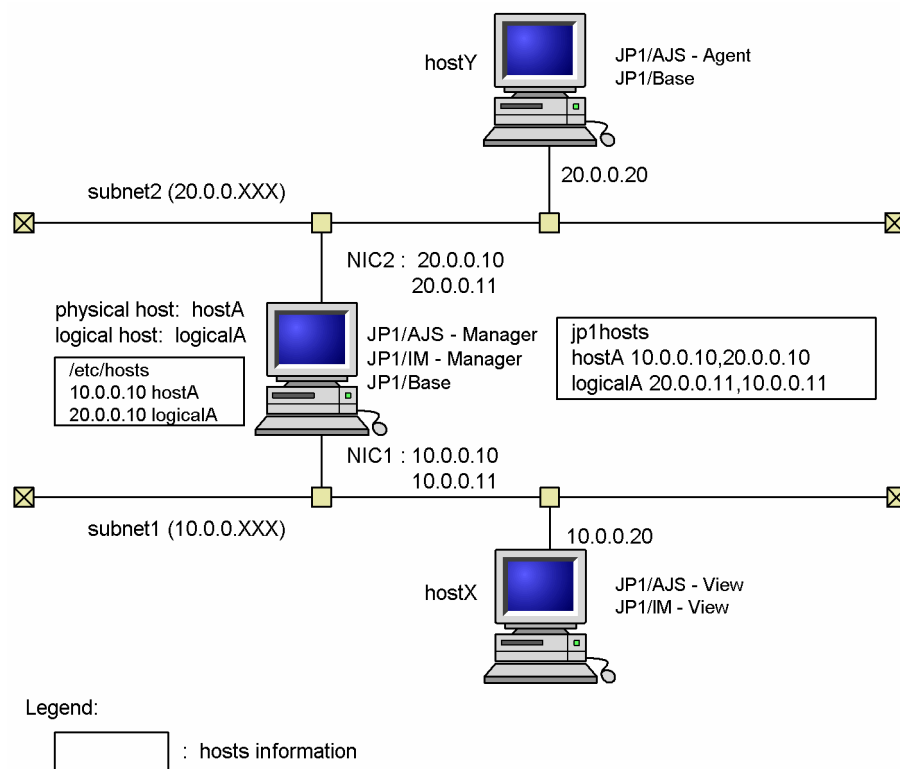 hostY
JP1/AJS - Agent
JP1/Base
20.0.0.20
subnet2 (20.0.0.XXX)
NIC2 : 20.0.0.10
20.0.0.11
physical host: hostA
logical host: logicalA
/etc/hosts
10.0.0.10 hostA
20.0.0.10 logicalA
JP1/AJS - Manager
JP1/IM - Manager
JP1/Base
jp1hosts
hostA 10.0.0.10,20.0.0.10
logicalA 20.0.0.11,10.0.0.11
NIC1 : 10.0.0.10
10.0.0.11
subnet1 (10.0.0.XXX)
10.0.0.20
hostX
JP1/AJS - View
JP1/IM - View
Legend:
: hosts information